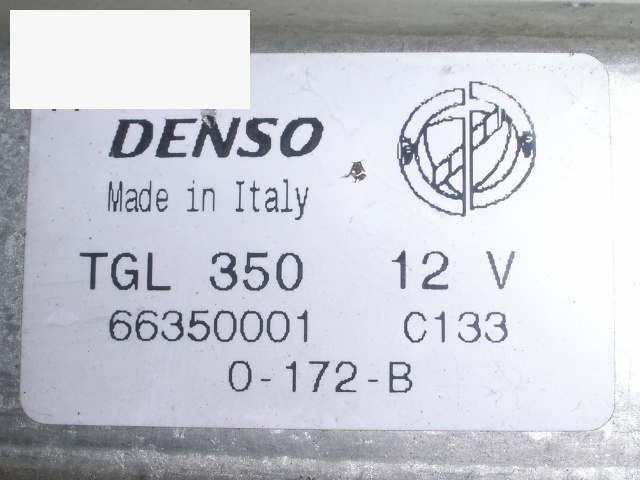 DENSO
Made in Italy
TGL 350 12 V
66350001 C133
0-172-B